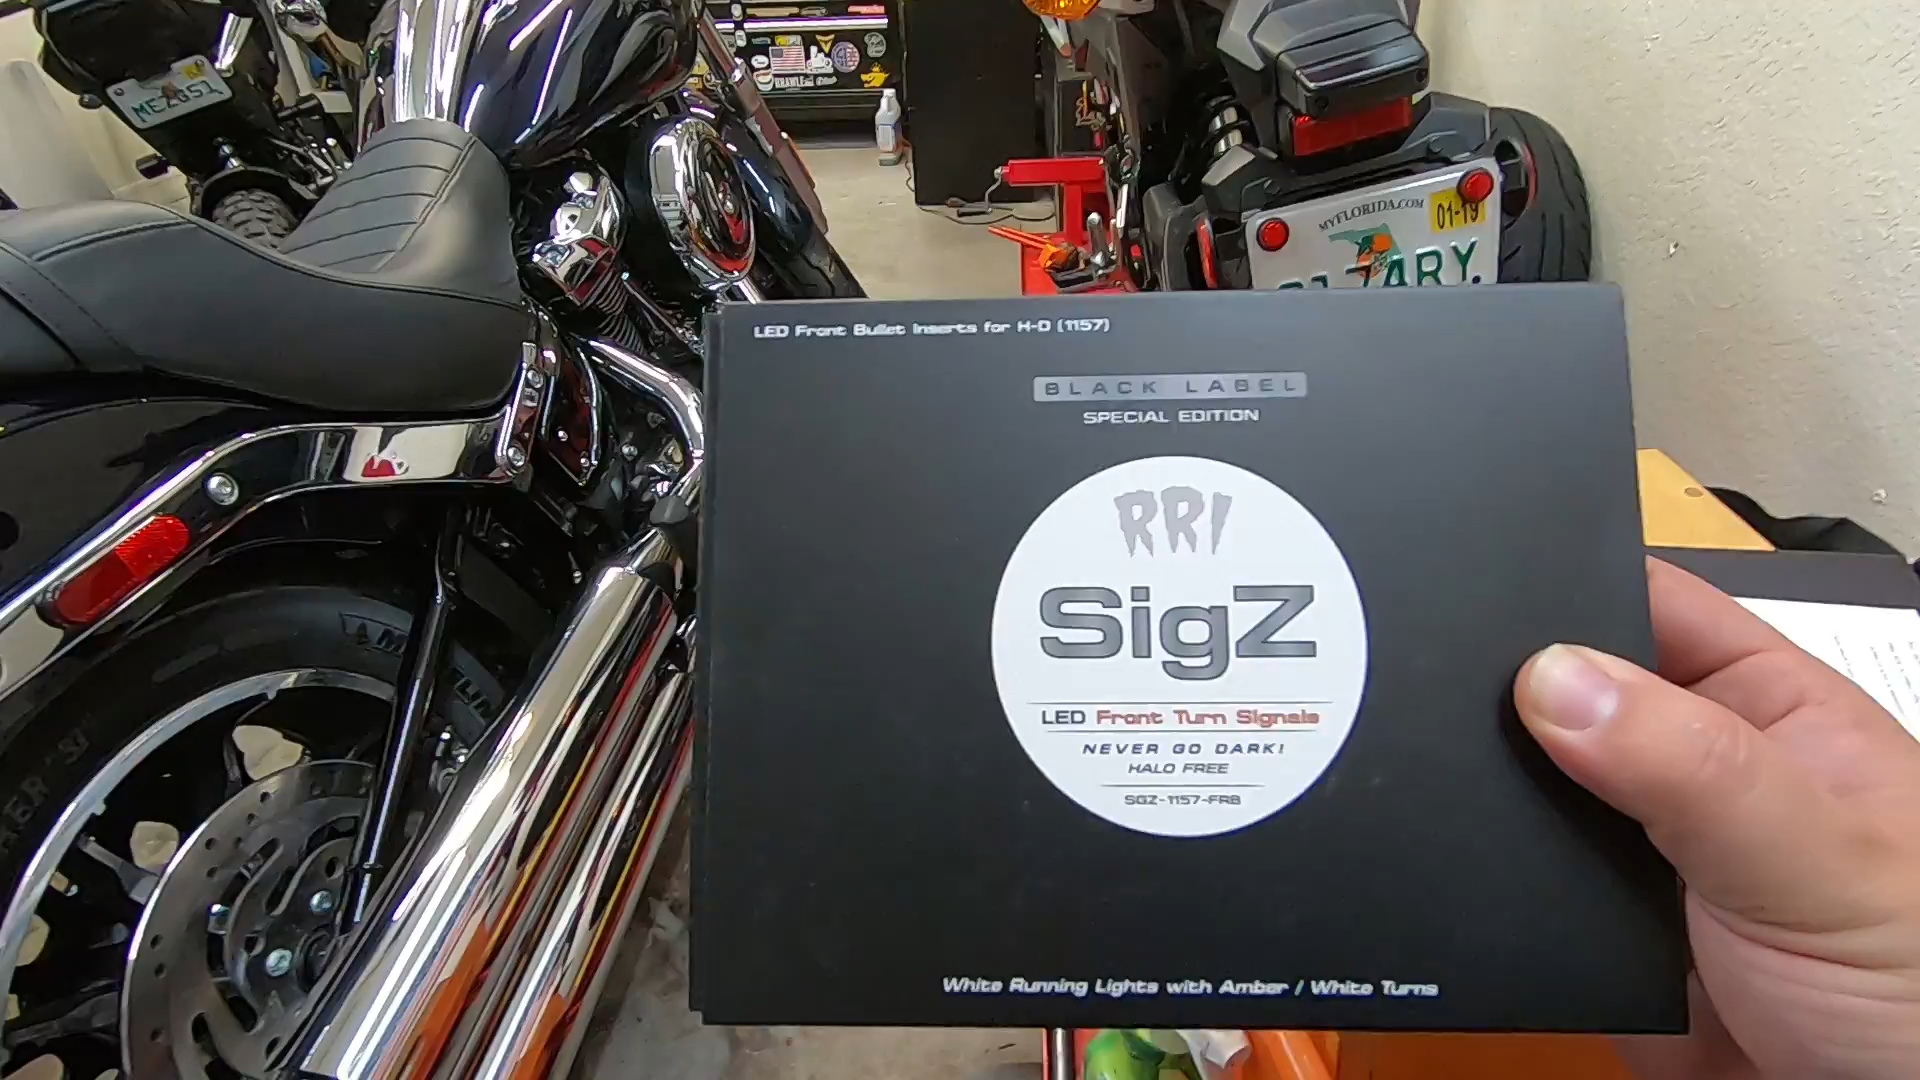 MYFLORIDA.COM
01-19
LED Front Bullet Inserts for H-D (1157)
BLACK LABEL
SPECIAL EDITION
RRI
SigZ
LED Front Turn Signals
NEVER GO DARK!
HALO FREE
SGZ-1157-FRB
White Running Lights with Amber / White Turns